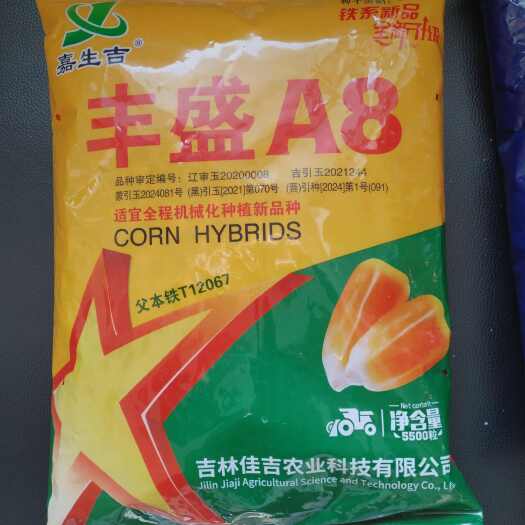 嘉生吉®
铁系新品
全新升级
丰盛A8
品种审定编号：辽审玉20200008 吉引玉2021244
蒙引玉2024081号 (黑)引玉[2021]第070号 (晋)引种[2024]第1号(091)
适宜全程机械化种植新品种
CORN HYBRIDS
父本铁T12067
Net content
净含量
5500粒
吉林佳吉农业科技有限公司
Jilin Jiaji Agricultural Science and Technology Co., L